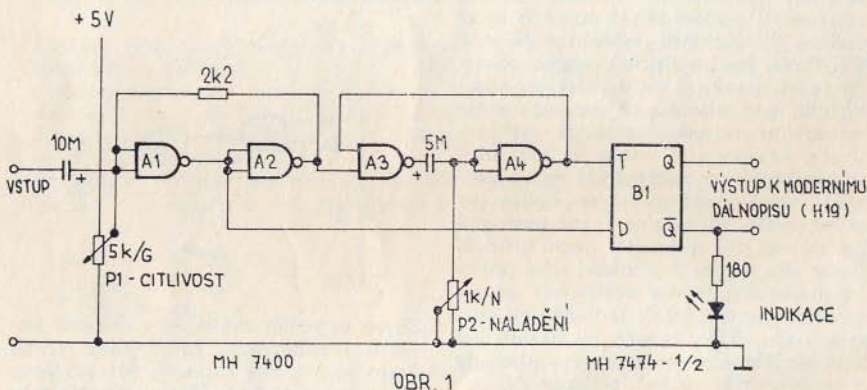 + 5V
2k2
10M
+
A1
A2
A3
5M
+
A4
T
Q
B1
D
Q̅
VSTUP
VÝSTUP K MODERNÍMU
DÁLNOPISU ( H19 )
5k/G
P1 - CITLIVOST
1k/N
P2 - NALADĚNÍ
180
INDIKACE
MH 7400
MH 7474 - 1/2
OBR. 1